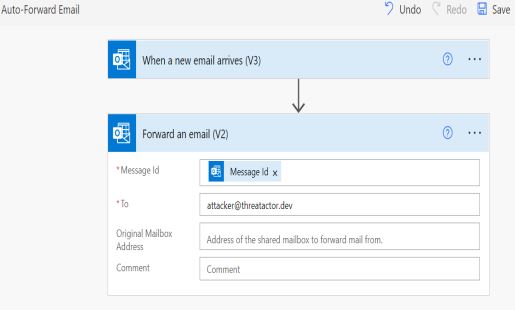 Auto-Forward Email
Undo Redo Save
When a new email arrives (V3)
Forward an email (V2)
*Message Id
Message Id x
*To
attacker@threatactor.dev
Original Mailbox
Address
Address of the shared mailbox to forward mail from.
Comment
Comment